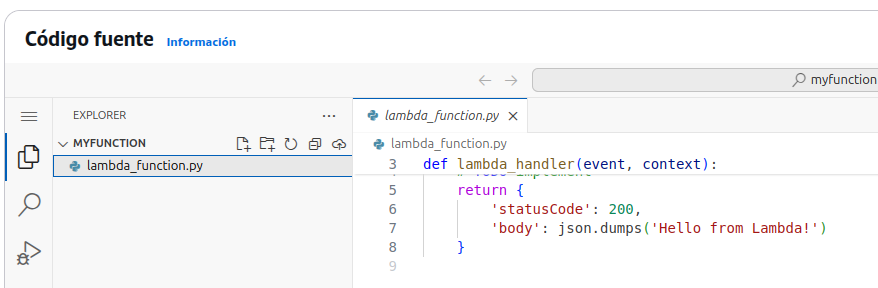 Código fuente Información
myfunction
EXPLORER ...
lambda_function.py
MYFUNCTION
lambda_function.py
lambda_function.py
3 def lambda_handler(event, context):
5 return {
6 'statusCode': 200,
7 'body': json.dumps('Hello from Lambda!')
8 }
9